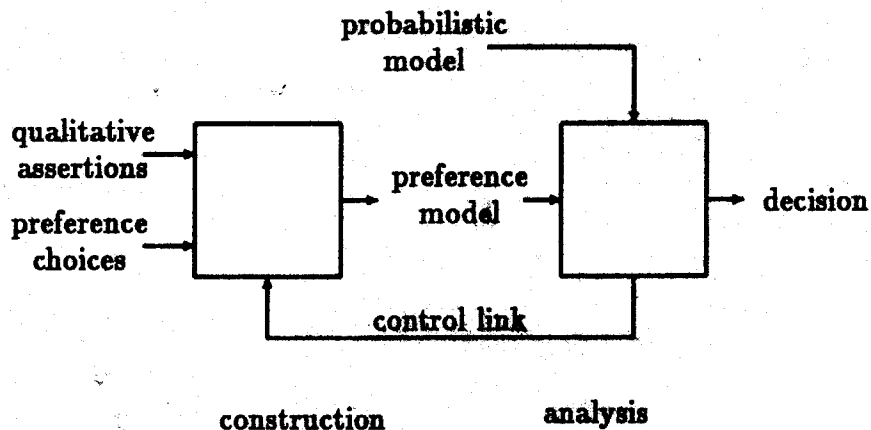 probabilistic
model
qualitative
assertions
preference
choices
preference
model
decision
control link
construction
analysis